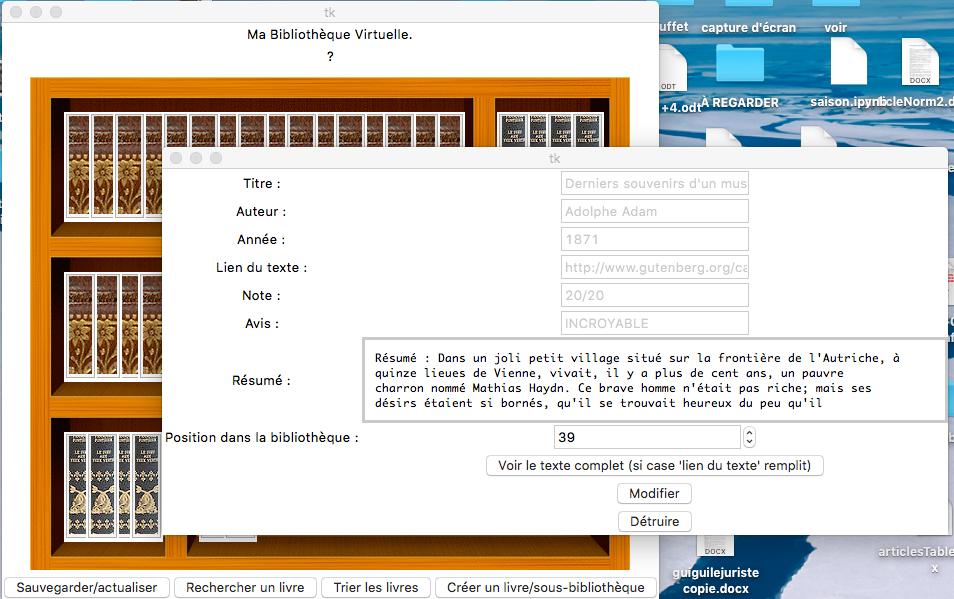 tk
Ma Bibliothèque Virtuelle.
?
uffet
capture d'écran
voir
ODT
DOCX
+4.odt
À REGARDER
saison.ipynb
icleNorm2.d
tk
Titre :
Derniers souvenirs d'un mus
Auteur :
Adolphe Adam
Année :
1871
Lien du texte :
http://www.gutenberg.org/ca
Note :
20/20
Avis :
INCROYABLE
Résumé :
Résumé : Dans un joli petit village situé sur la frontière de l'Autriche, à
quinze lieues de Vienne, vivait, il y a plus de cent ans, un pauvre
charron nommé Mathias Haydn. Ce brave homme n'était pas riche; mais ses
désirs étaient si bornés, qu'il se trouvait heureux du peu qu'il
Position dans la bibliothèque :
39
Voir le texte complet (si case 'lien du texte' remplit)
Modifier
Détruire
DOCX
guiguilejuriste
copie.docx
articlesTable
x
Sauvegarder/actualiser
Rechercher un livre
Trier les livres
Créer un livre/sous-bibliothèque